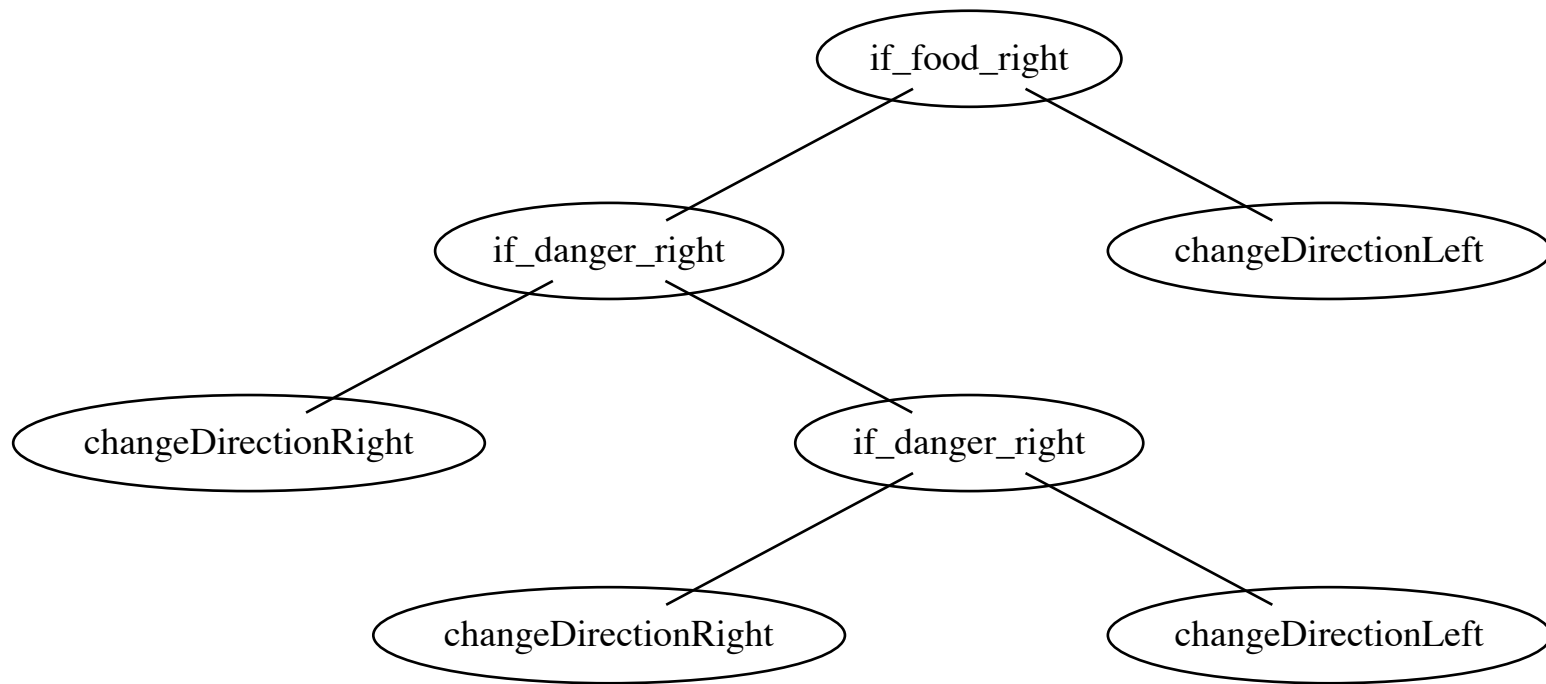 if_food_right
if_danger_right
changeDirectionLeft
changeDirectionRight
if_danger_right
changeDirectionRight
changeDirectionLeft